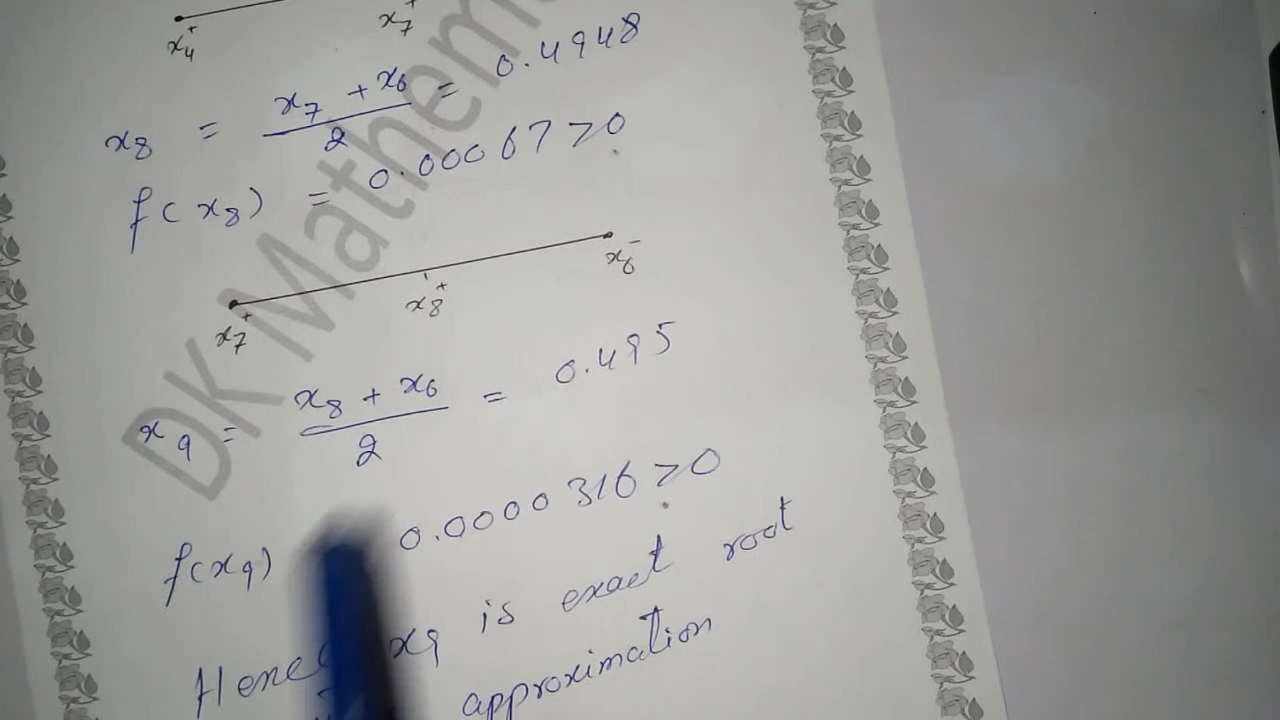 x4+ x7+
x8 = (x7 + x6)/2 = 0.4948
f(x8) = 0.00067 > 0
x7+ x8+ x6-
x9 = (x8 + x6)/2 = 0.495
f(x9) 0.0000316 > 0
x9 is exact root
approximation
DK Mathem